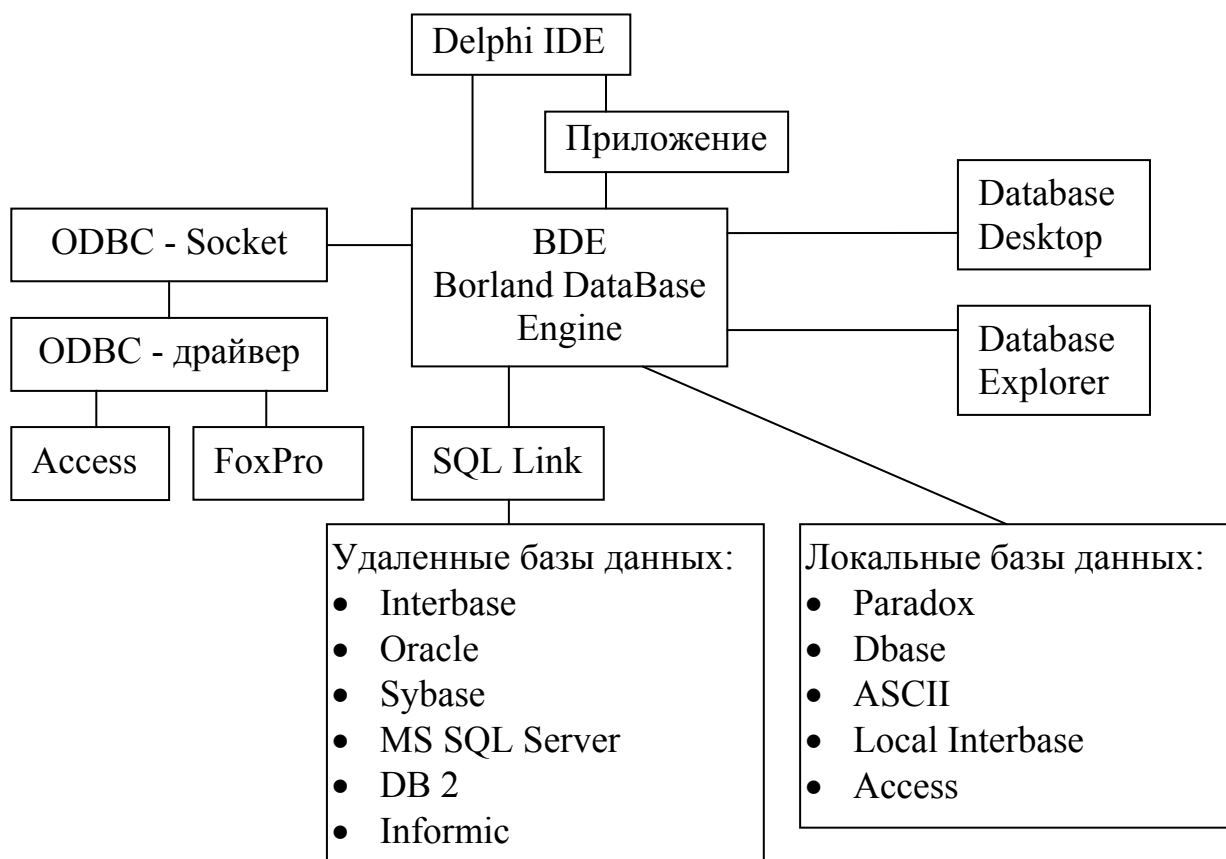 Delphi IDE
Приложение
Database
Desktop
ODBC - Socket
BDE
Borland DataBase
Engine
ODBC - драйвер
Database
Explorer
Access
FoxPro
SQL Link
Удаленные базы данных:
• Interbase
• Oracle
• Sybase
• MS SQL Server
• DB 2
• Informic
Локальные базы данных:
• Paradox
• Dbase
• ASCII
• Local Interbase
• Access